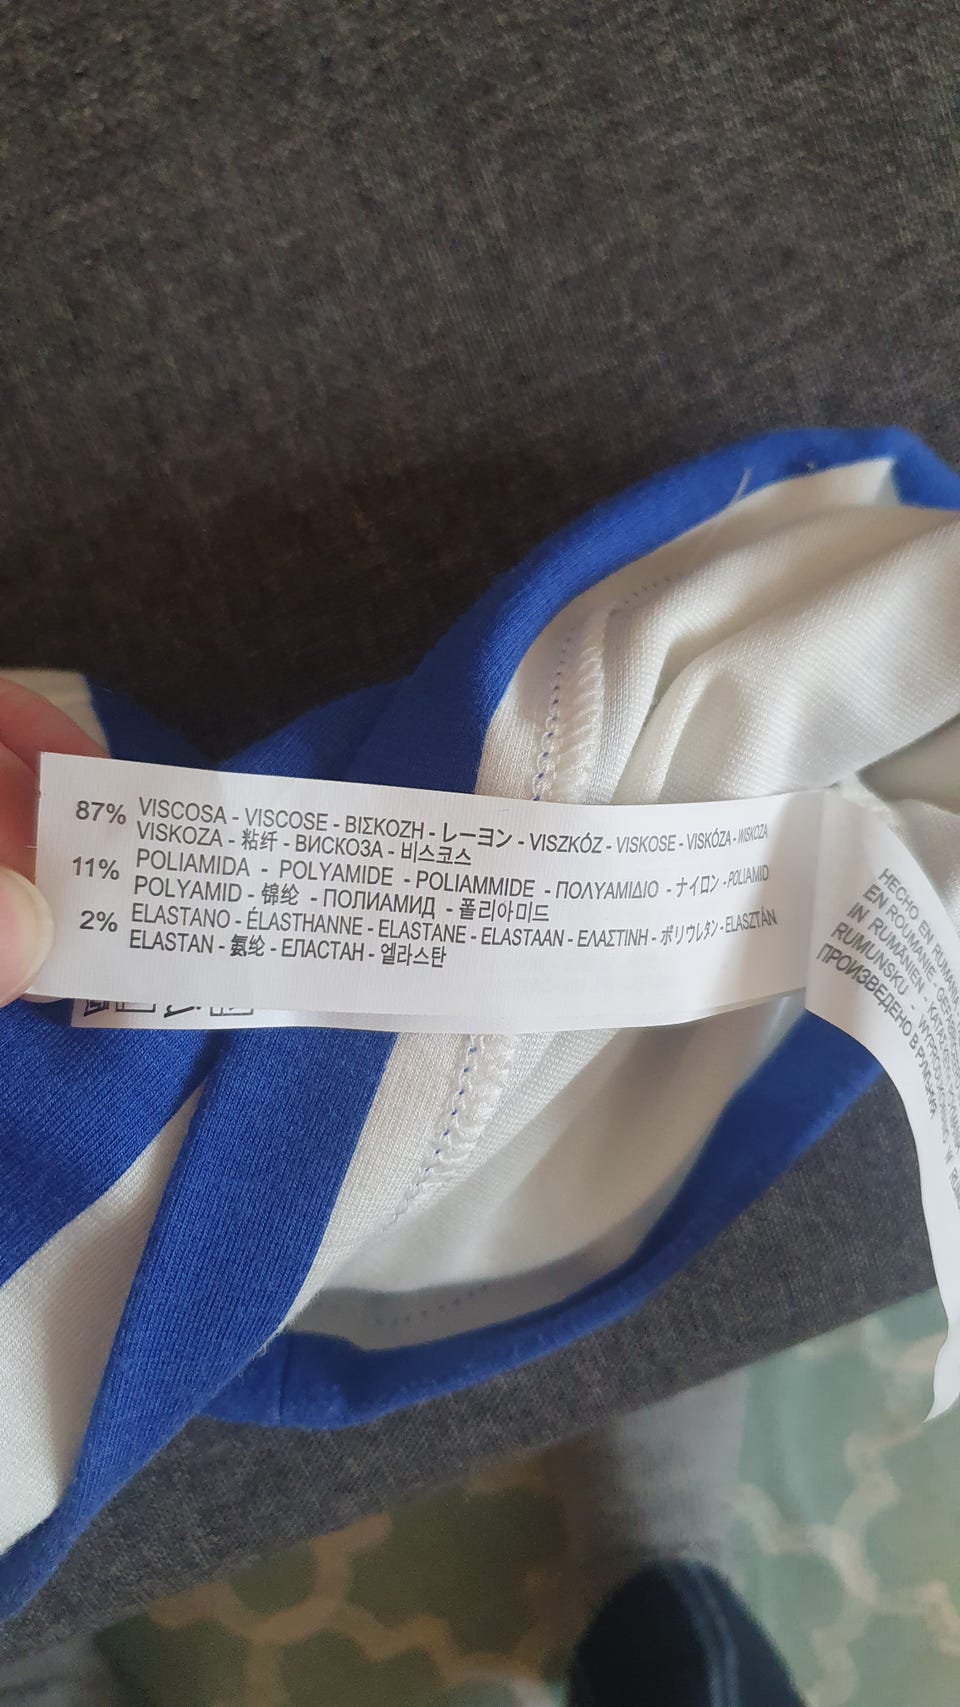 87% VISCOSA - VISCOSE - ΒΙΣΚΟΖΗ - レーヨン - VISZKÓZ - VISKOSE - VISKÓZA - WISKOZA
VISKOZA - 粘纤 - ВИСКОЗА - 비스코스
11% POLIAMIDA - POLYAMIDE - POLIAMMIDE - ΠΟΛΥΑΜΙΔΙΟ - ナイロン - POLIAMID
POLYAMID - 锦纶 - ПОЛИАМИД - 폴리아미드
2% ELASTANO - ÉLASTHANNE - ELASTANE - ELASTAAN - ΕΛΑΣΤΙΝΗ - ポリウレタン - ELASZTÁN
ELASTAN - 氨纶 - ЕЛАСТАН - 엘라스탄
HECHO EN RUMANIA
EN ROUMANIE
IN RUMÄNIEN
RUMUNSKU - WYPRODUKOWANO W
ПРОИЗВЕДЕНО В РУМЪНИЯ